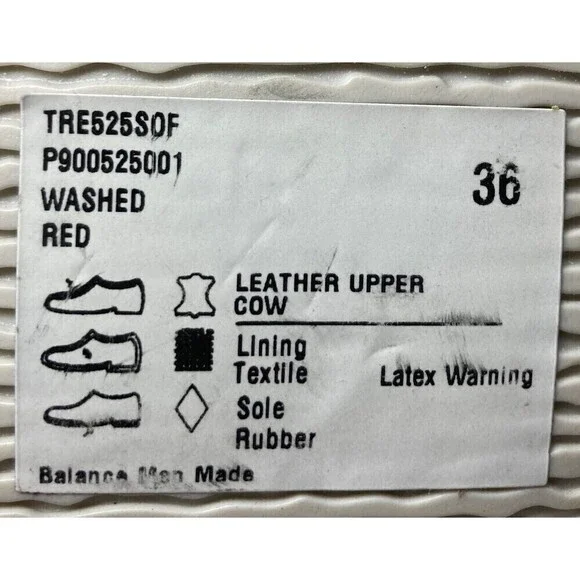 TRE525SOF
P900525001
36
WASHED
RED
LEATHER UPPER
COW
Lining
Textile
Latex Warning
Sole
Rubber
Balance Man Made